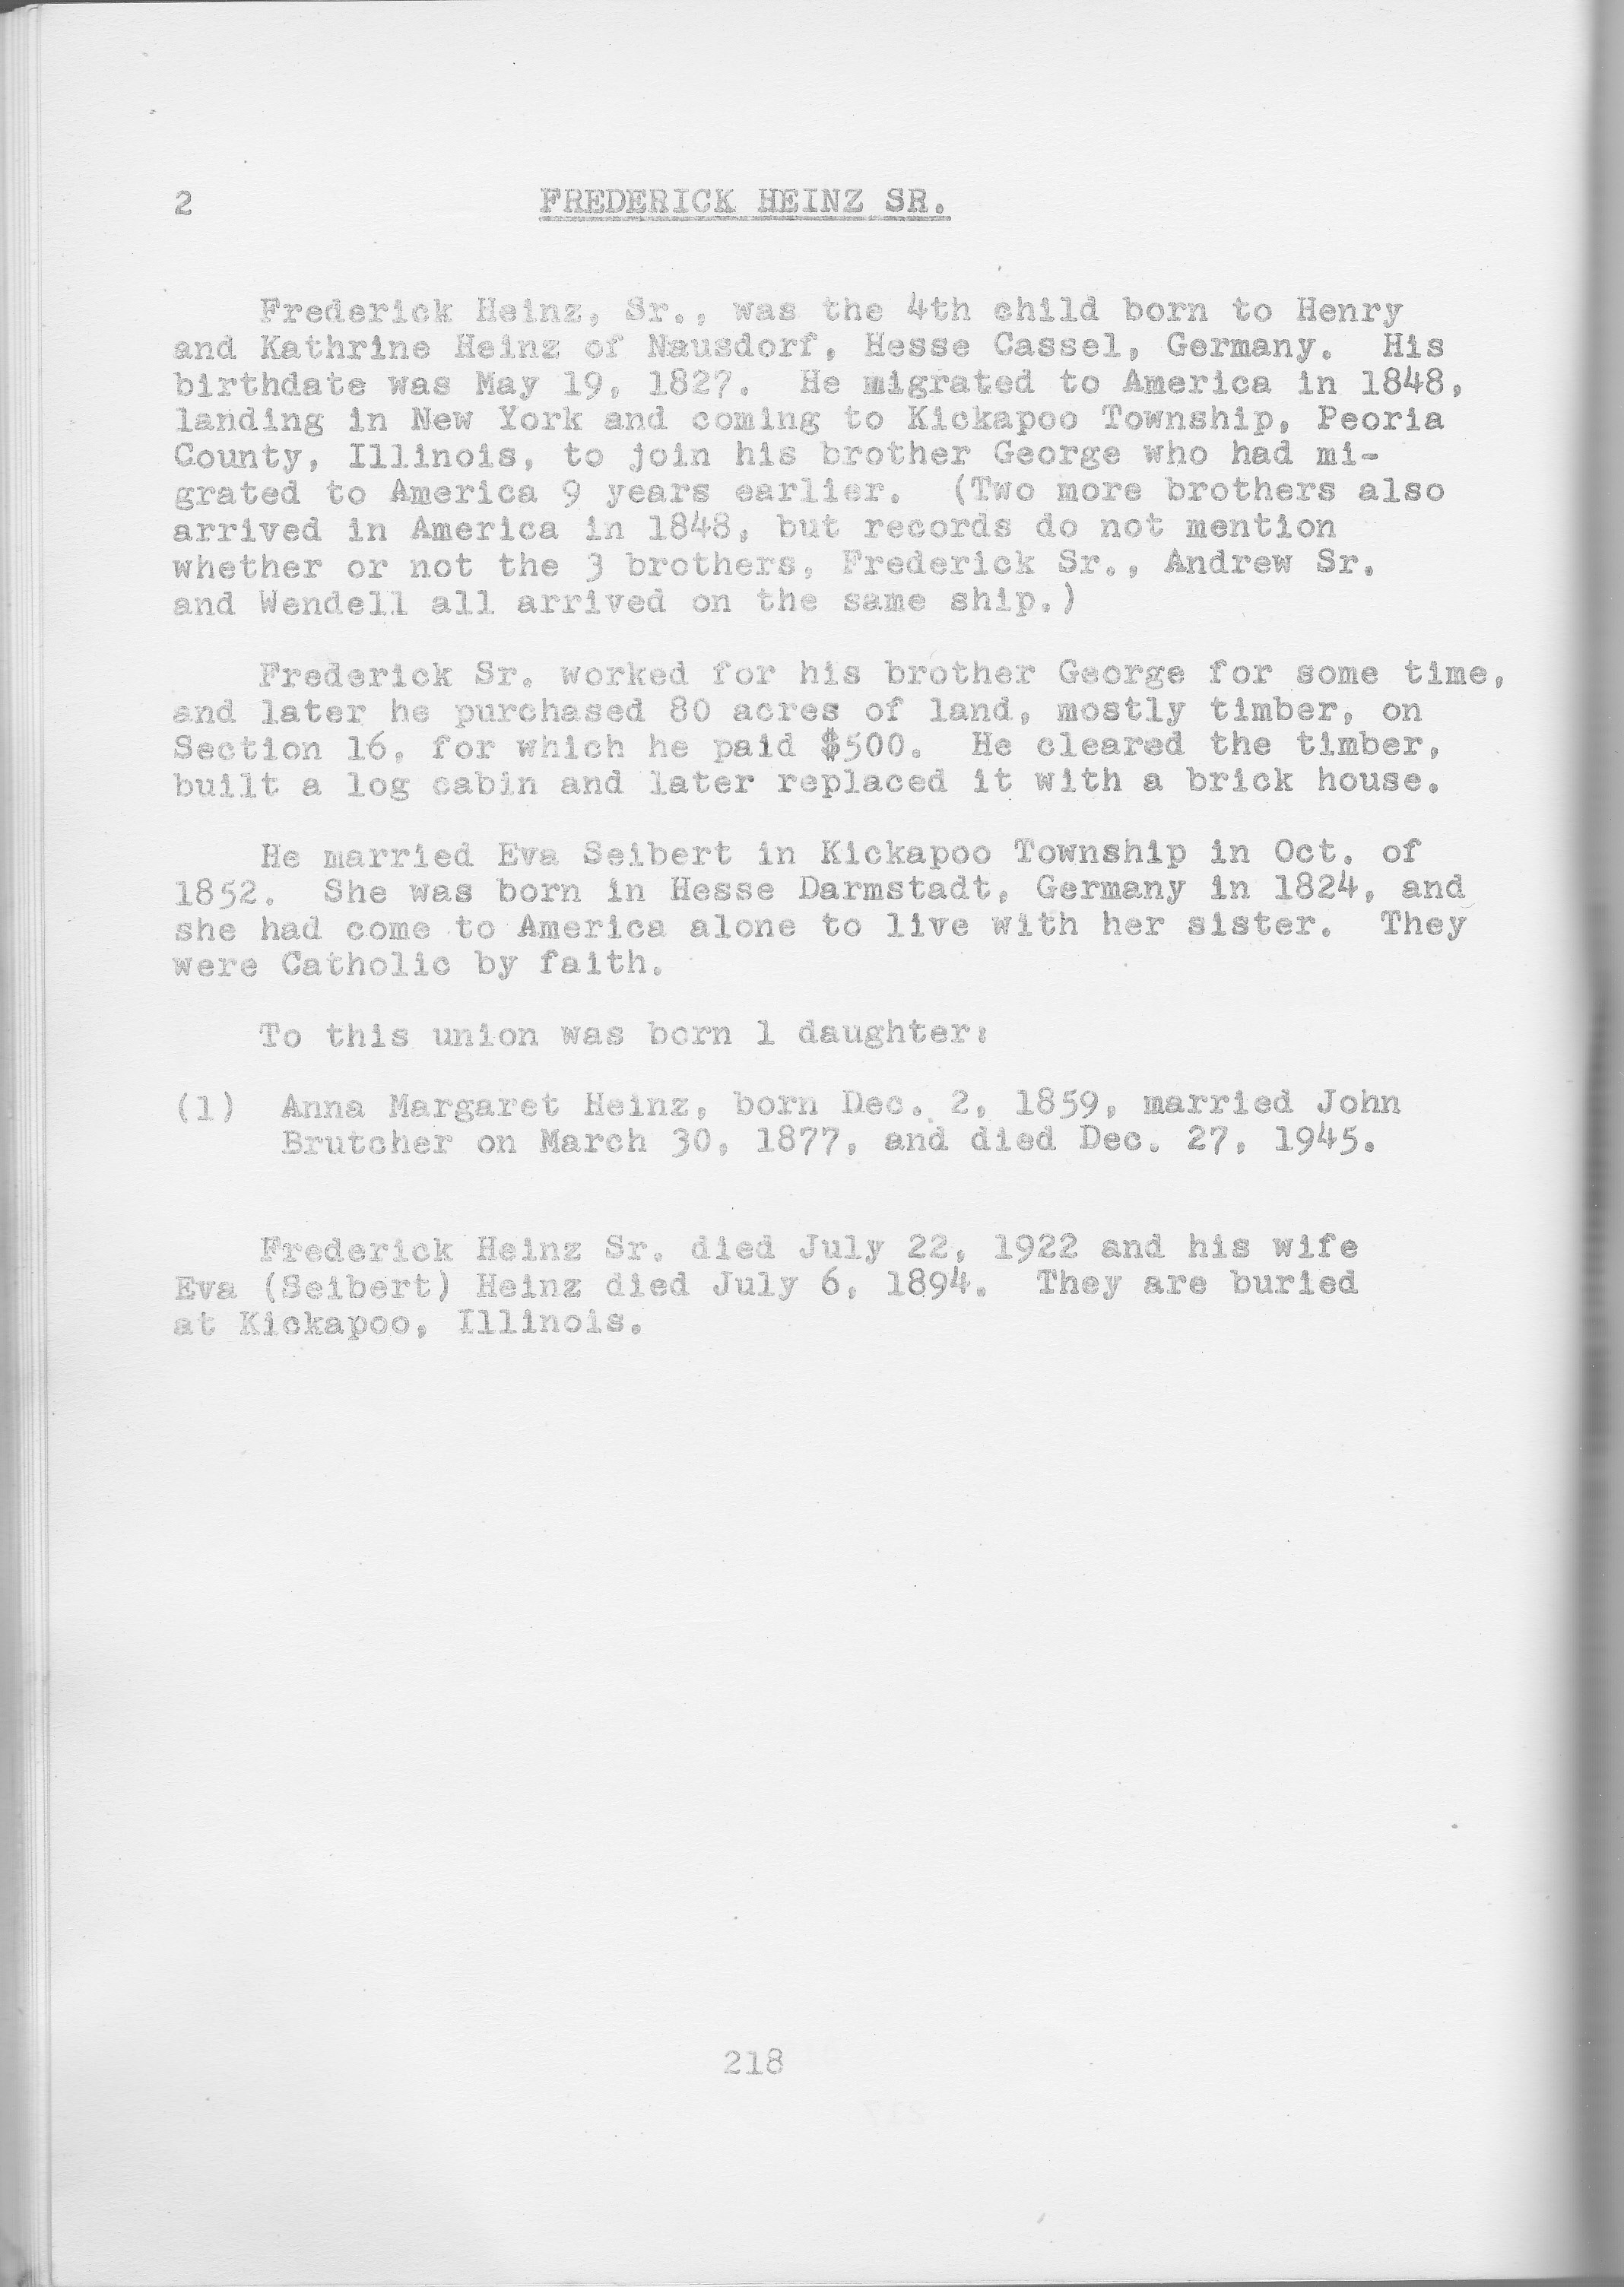 2 FREDERICK HEINZ SR.
Frederick Heinz, Sr., was the 4th child born to Henry
and Kathrine Heinz of Nausdorf, Hesse Cassel, Germany. His
birthdate was May 19, 1827. He migrated to America in 1848,
landing in New York and coming to Kickapoo Township, Peoria
County, Illinois, to join his brother George who had mi-
grated to America 9 years earlier. (Two more brothers also
arrived in America in 1848, but records do not mention
whether or not the 3 brothers, Frederick Sr., Andrew Sr.
and Wendell all arrived on the same ship.)
Frederick Sr. worked for his brother George for some time,
and later he purchased 80 acres of land, mostly timber, on
Section 16, for which he paid $500. He cleared the timber,
built a log cabin and later replaced it with a brick house.
He married Eva Seibert in Kickapoo Township in Oct. of
1852. She was born in Hesse Darmstadt, Germany in 1824, and
she had come to America alone to live with her sister. They
were Catholic by faith.
To this union was born 1 daughter:
(1) Anna Margaret Heinz, born Dec. 2, 1859, married John
Brutcher on March 30, 1877, and died Dec. 27, 1945.
Frederick Heinz Sr. died July 22, 1922 and his wife
Eva (Seibert) Heinz died July 6, 1894. They are buried
at Kickapoo, Illinois.
218